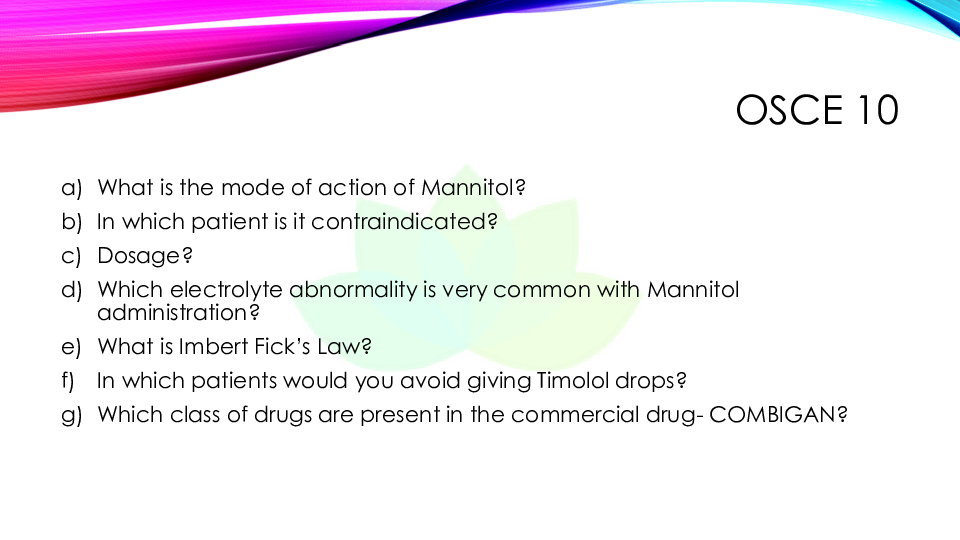 OSCE 10
a) What is the mode of action of Mannitol?
b) In which patient is it contraindicated?
c) Dosage?
d) Which electrolyte abnormality is very common with Mannitol
administration?
e) What is Imbert Fick's Law?
f) In which patients would you avoid giving Timolol drops?
g) Which class of drugs are present in the commercial drug- COMBIGAN?